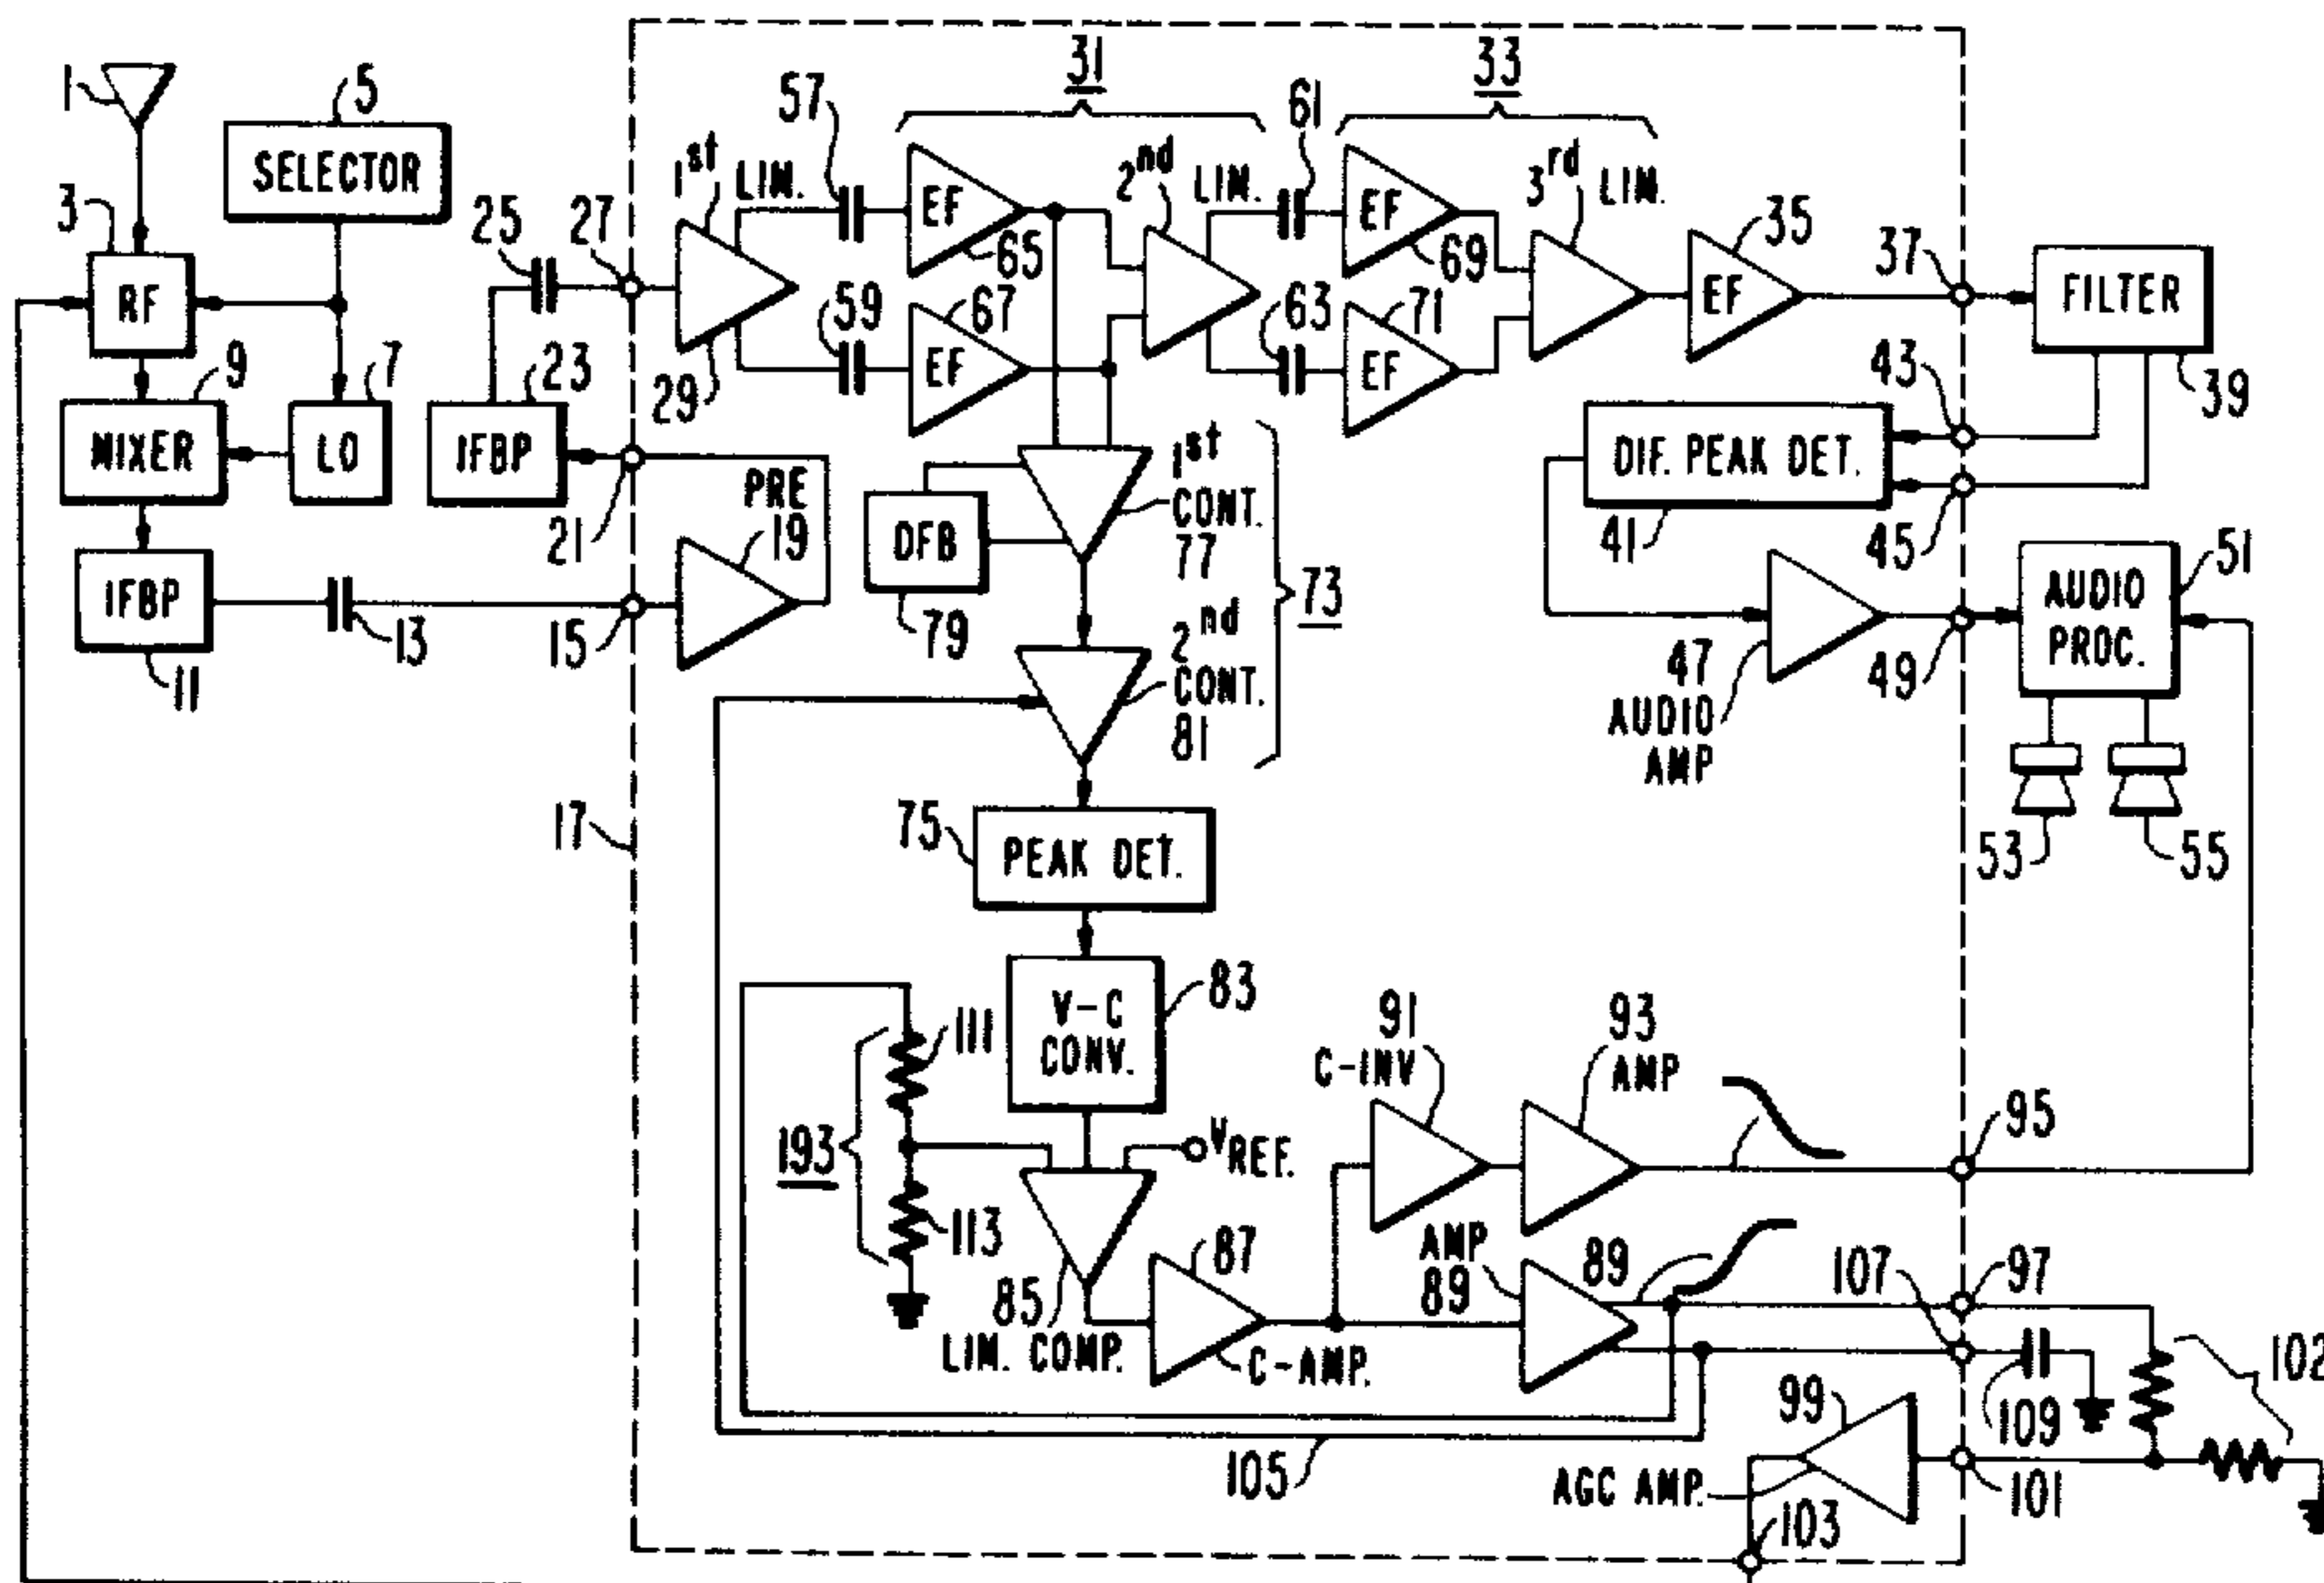 1
3
RF
5
SELECTOR
7
LO
9
MIXER
11
IFBP
13
15
17
PRE
19
21
23
IFBP
25
27
1st LIM.
29
31
57
59
EF
65
EF
67
2nd LIM.
33
61
63
EF
69
EF
71
3rd LIM.
35
EF
37
FILTER
39
43
45
DIF. PEAK DET.
41
47
AUDIO
AMP
49
AUDIO
PROC.
51
53
55
1st
CONT.
77
DFB
79
73
2nd
CONT.
81
75
PEAK DET.
V-C
CONV.
83
111
193
113
VREF.
85
LIM. COMP.
87
C-AMP.
91
C-INV
93
AMP
95
AMP
89
89
97
107
109
102
99
AGC AMP.
101
103
105